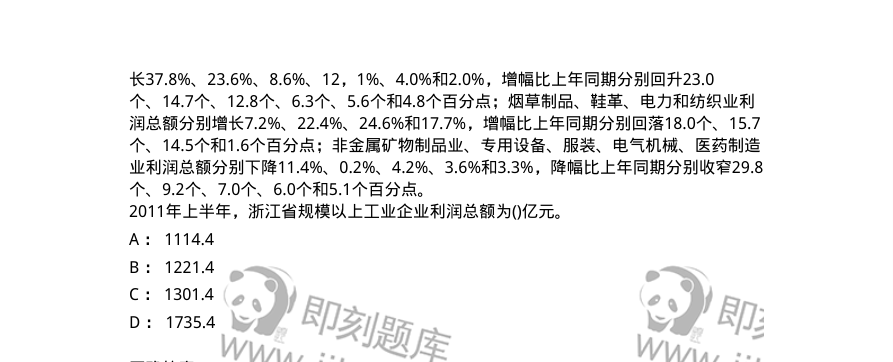 长37.8%、23.6%、8.6%、12，1%、4.0%和2.0%，增幅比上年同期分别回升23.0
个、14.7个、12.8个、6.3个、5.6个和4.8个百分点；烟草制品、鞋革、电力和纺织业利
润总额分别增长7.2%、22.4%、24.6%和17.7%，增幅比上年同期分别回落18.0个、15.7
个、14.5个和1.6个百分点；非金属矿物制品业、专用设备、服装、电气机械、医药制造
业利润总额分别下降11.4%、0.2%、4.2%、3.6%和3.3%，降幅比上年同期分别收窄29.8
个、9.2个、7.0个、6.0个和5.1个百分点。
2011年上半年，浙江省规模以上工业企业利润总额为()亿元。
A： 1114.4
B： 1221.4
C： 1301.4
D： 1735.4
即刻题库
即刻题